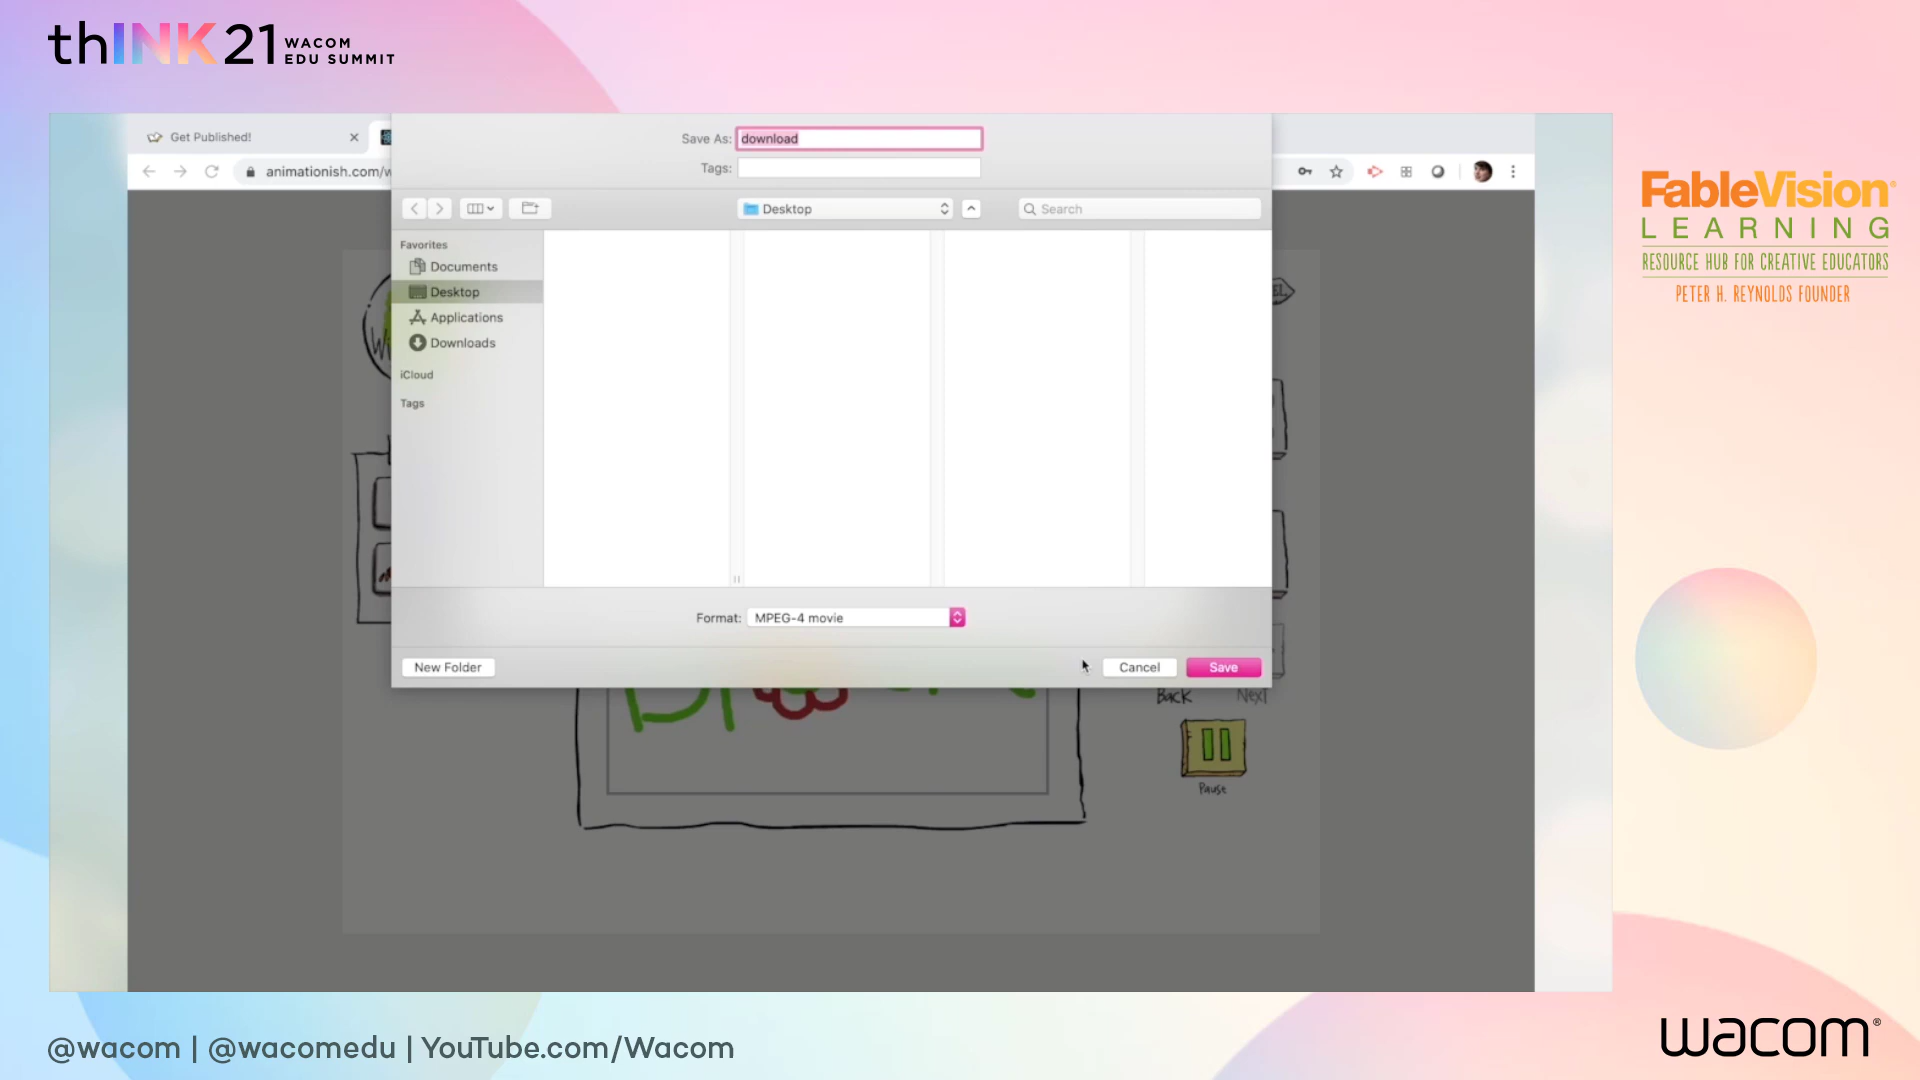 thINK21 WACOM
EDU SUMMIT
Get Published!
animationish.com/w
Save As: download
Tags:
Desktop
Search
Favorites
Documents
Desktop
Applications
Downloads
iCloud
Tags
Format: MPEG-4 movie
New Folder
Cancel
Save
Back
Next
Pause
FableVision®
LEARNING
RESOURCE HUB FOR CREATIVE EDUCATORS
PETER H. REYNOLDS FOUNDER
@wacom | @wacomedu | YouTube.com/Wacom
wacom®